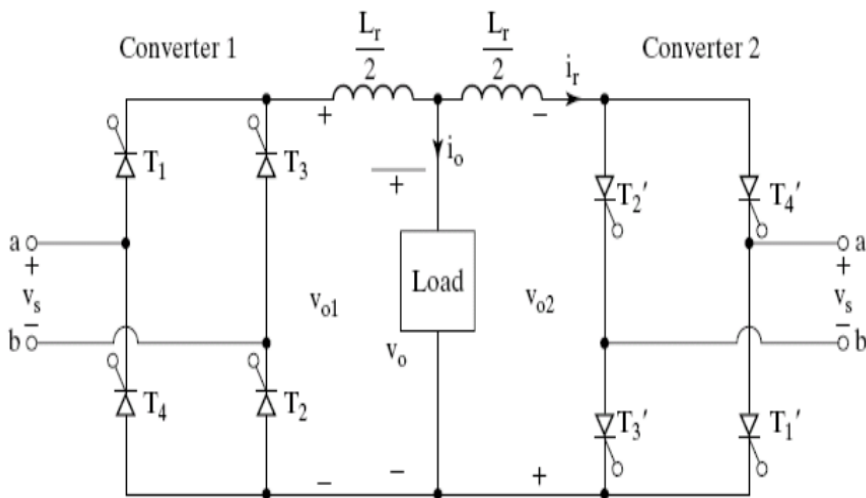 Converter 1
L_r
2
L_r
2
Converter 2
i_r
+
−
T_1
T_3
i_o
+
T_2′
T_4′
a
+
v_s
−
b
v_o1
Load
v_o
v_o2
a
+
v_s
−
b
T_4
T_2
T_3′
T_1′
−
−
+